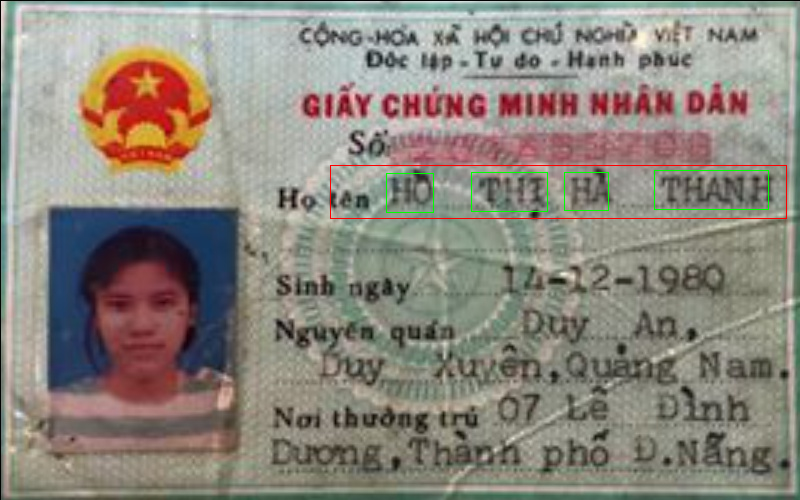 CỘNG HÒA XÃ HỘI CHỦ NGHĨA VIỆT NAM
Độc lập - Tự do - Hạnh phúc
GIẤY CHỨNG MINH NHÂN DÂN
Số
Họ tên HỒ THỊ HÀ THANH
Sinh ngày 14-12-1980
Nguyên quán Duy An,
Duy Xuyên, Quảng Nam.
Nơi thường trú 07 Lê Đình
Dương, Thành phố Đ.Nẵng.
VIỆT NAM